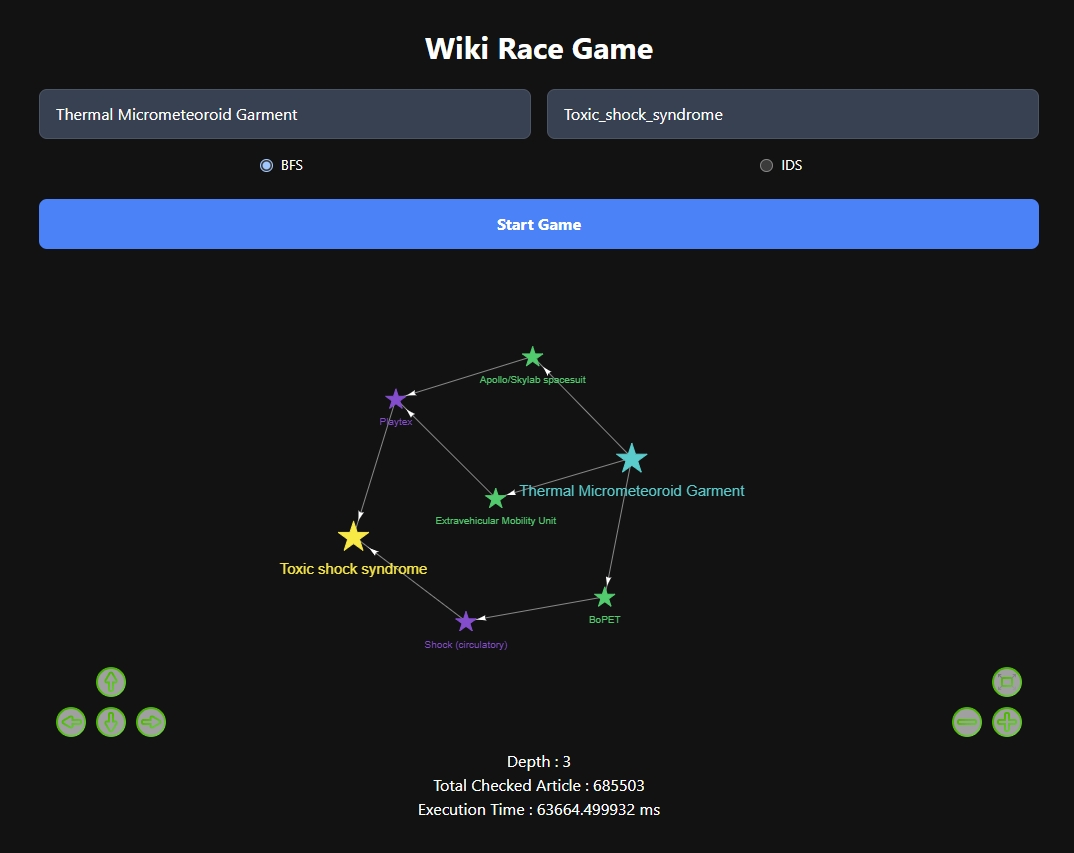 Wiki Race Game
Thermal Micrometeoroid Garment
Toxic_shock_syndrome
BFS
IDS
Start Game
Apollo/Skylab spacesuit
Playtex
Thermal Micrometeoroid Garment
Extravehicular Mobility Unit
Toxic shock syndrome
BoPET
Shock (circulatory)
Depth : 3
Total Checked Article : 685503
Execution Time : 63664.499932 ms